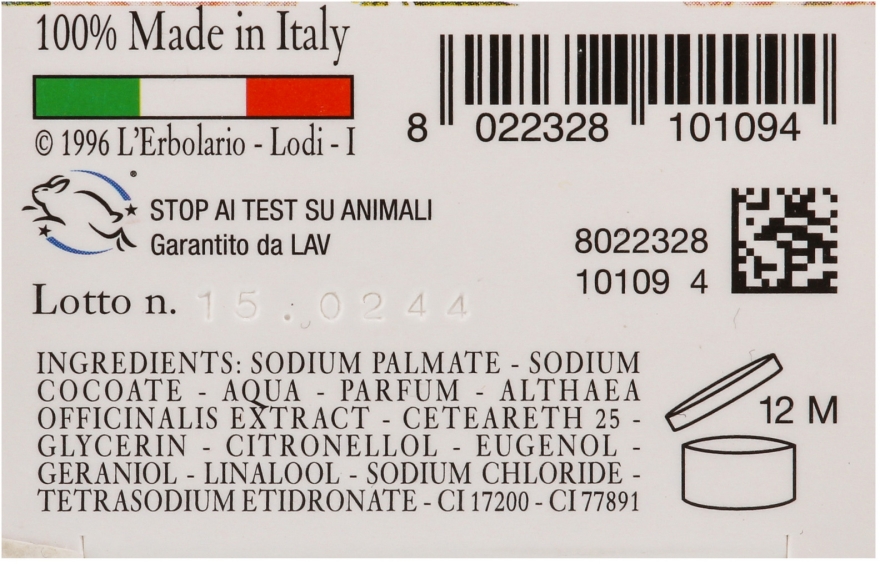 100% Made in Italy
© 1996 L'Erbolario - Lodi - I
8 022328 101094
STOP AI TEST SU ANIMALI
Garantito da LAV
8022328
10109 4
Lotto n. 15.0244
INGREDIENTS: SODIUM PALMATE - SODIUM
COCOATE - AQUA - PARFUM - ALTHAEA
OFFICINALIS EXTRACT - CETEARETH 25 -
GLYCERIN - CITRONELLOL - EUGENOL -
GERANIOL - LINALOOL - SODIUM CHLORIDE -
TETRASODIUM ETIDRONATE - CI 17200 - CI 77891
12 M